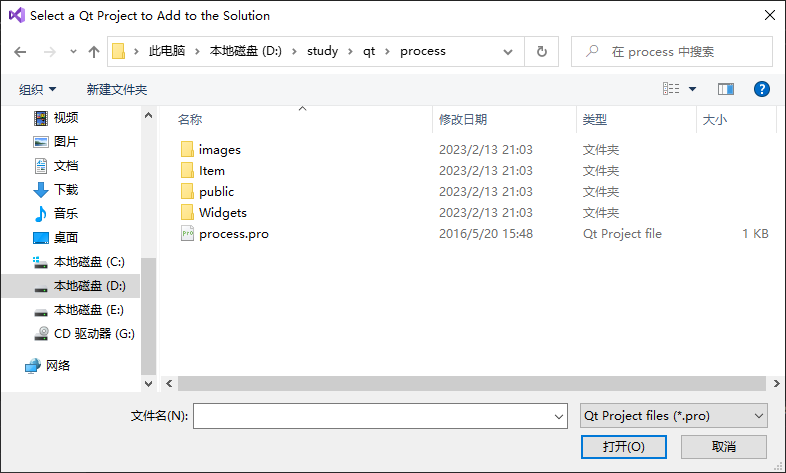 Select a Qt Project to Add to the Solution
此电脑 本地磁盘 (D:) study qt process 在 process 中搜索
组织 新建文件夹
名称 修改日期 类型 大小
视频
图片
文档
下载
音乐
桌面
本地磁盘 (C:)
本地磁盘 (D:)
本地磁盘 (E:)
CD 驱动器 (G:)
网络
images 2023/2/13 21:03 文件夹
Item 2023/2/13 21:03 文件夹
public 2023/2/13 21:03 文件夹
Widgets 2023/2/13 21:03 文件夹
process.pro 2016/5/20 15:48 Qt Project file 1 KB
文件名(N): Qt Project files (*.pro)
打开(O) 取消